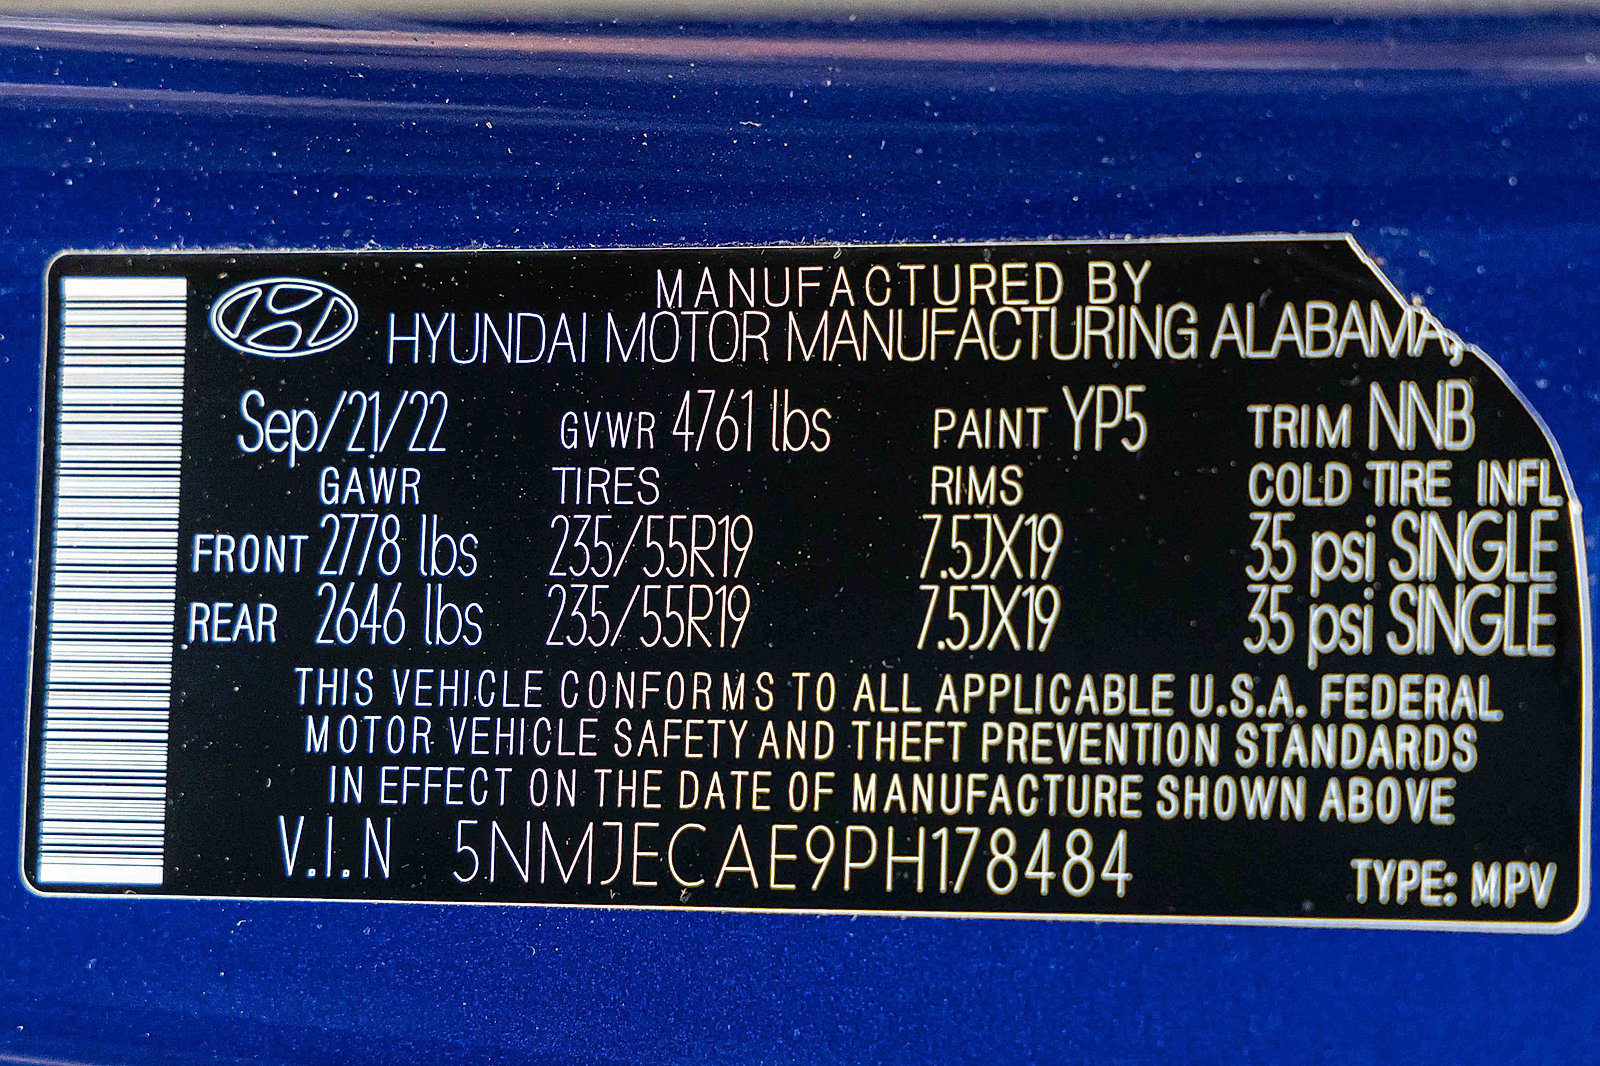 MANUFACTURED BY
HYUNDAI MOTOR MANUFACTURING ALABAMA,
Sep/21/22 GVWR 4761 lbs PAINT YP5 TRIM NNB
GAWR TIRES RIMS COLD TIRE INFL
FRONT 2778 lbs 235/55R19 7.5JX19 35 psi SINGLE
REAR 2646 lbs 235/55R19 7.5JX19 35 psi SINGLE
THIS VEHICLE CONFORMS TO ALL APPLICABLE U.S.A. FEDERAL
MOTOR VEHICLE SAFETY AND THEFT PREVENTION STANDARDS
IN EFFECT ON THE DATE OF MANUFACTURE SHOWN ABOVE
V.I.N 5NMJECAE9PH178484
TYPE: MPV